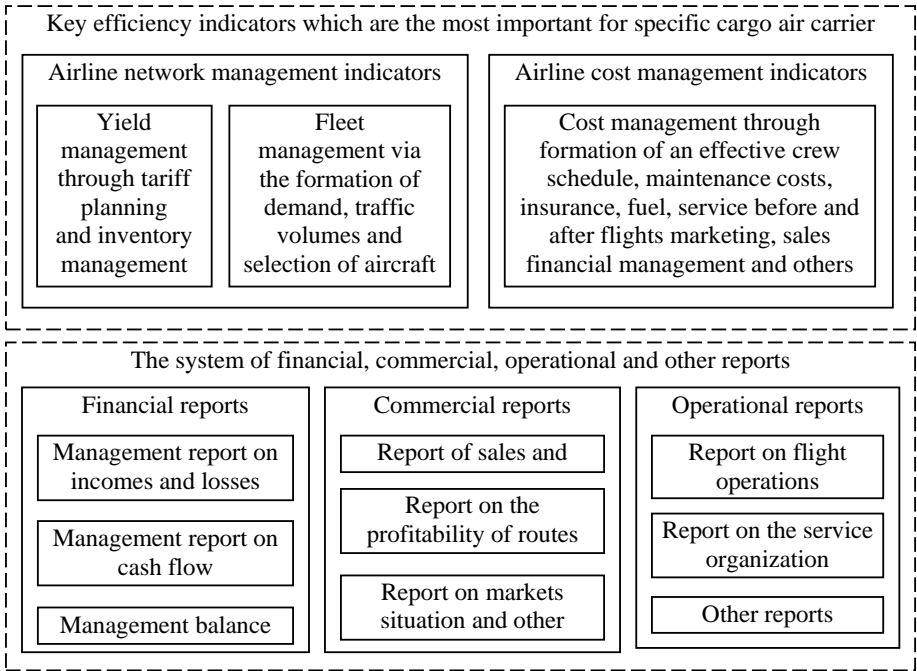 Key efficiency indicators which are the most important for specific cargo air carrier
Airline network management indicators
Yield
management
through tariff
planning
and inventory
management
Fleet
management via
the formation of
demand, traffic
volumes and
selection of aircraft
Airline cost management indicators
Cost management through
formation of an effective crew
schedule, maintenance costs,
insurance, fuel, service before and
after flights marketing, sales
financial management and others
The system of financial, commercial, operational and other reports
Financial reports
Management report on
incomes and losses
Management report on
cash flow
Management balance
Commercial reports
Report of sales and
Report on the
profitability of routes
Report on markets
situation and other
Operational reports
Report on flight
operations
Report on the service
organization
Other reports